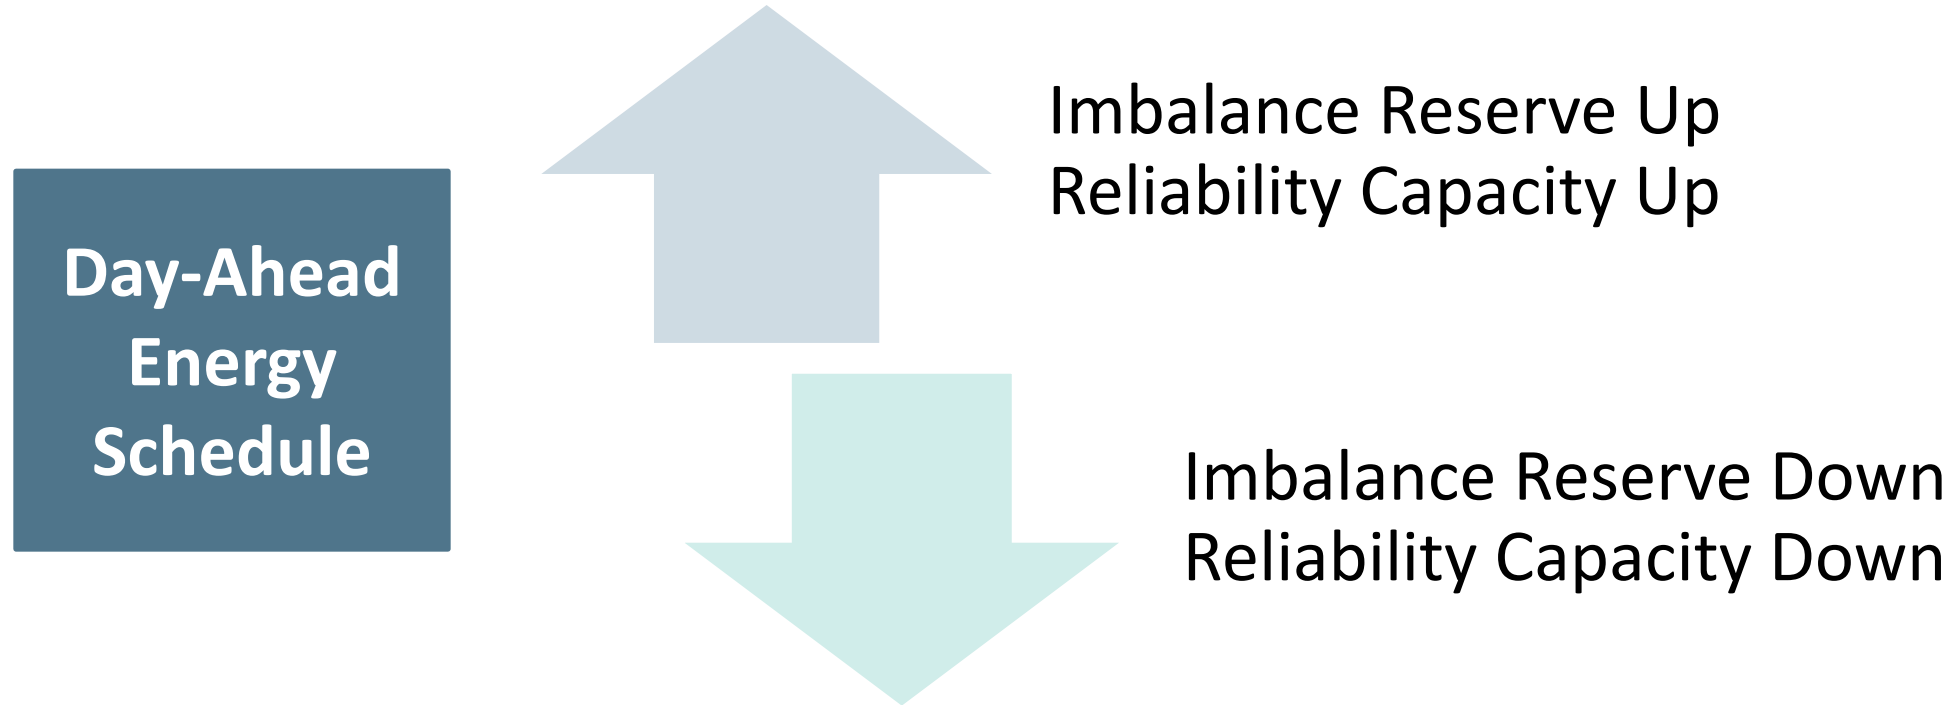 Day-Ahead
Energy
Schedule
Imbalance Reserve Up
Reliability Capacity Up
Imbalance Reserve Down
Reliability Capacity Down